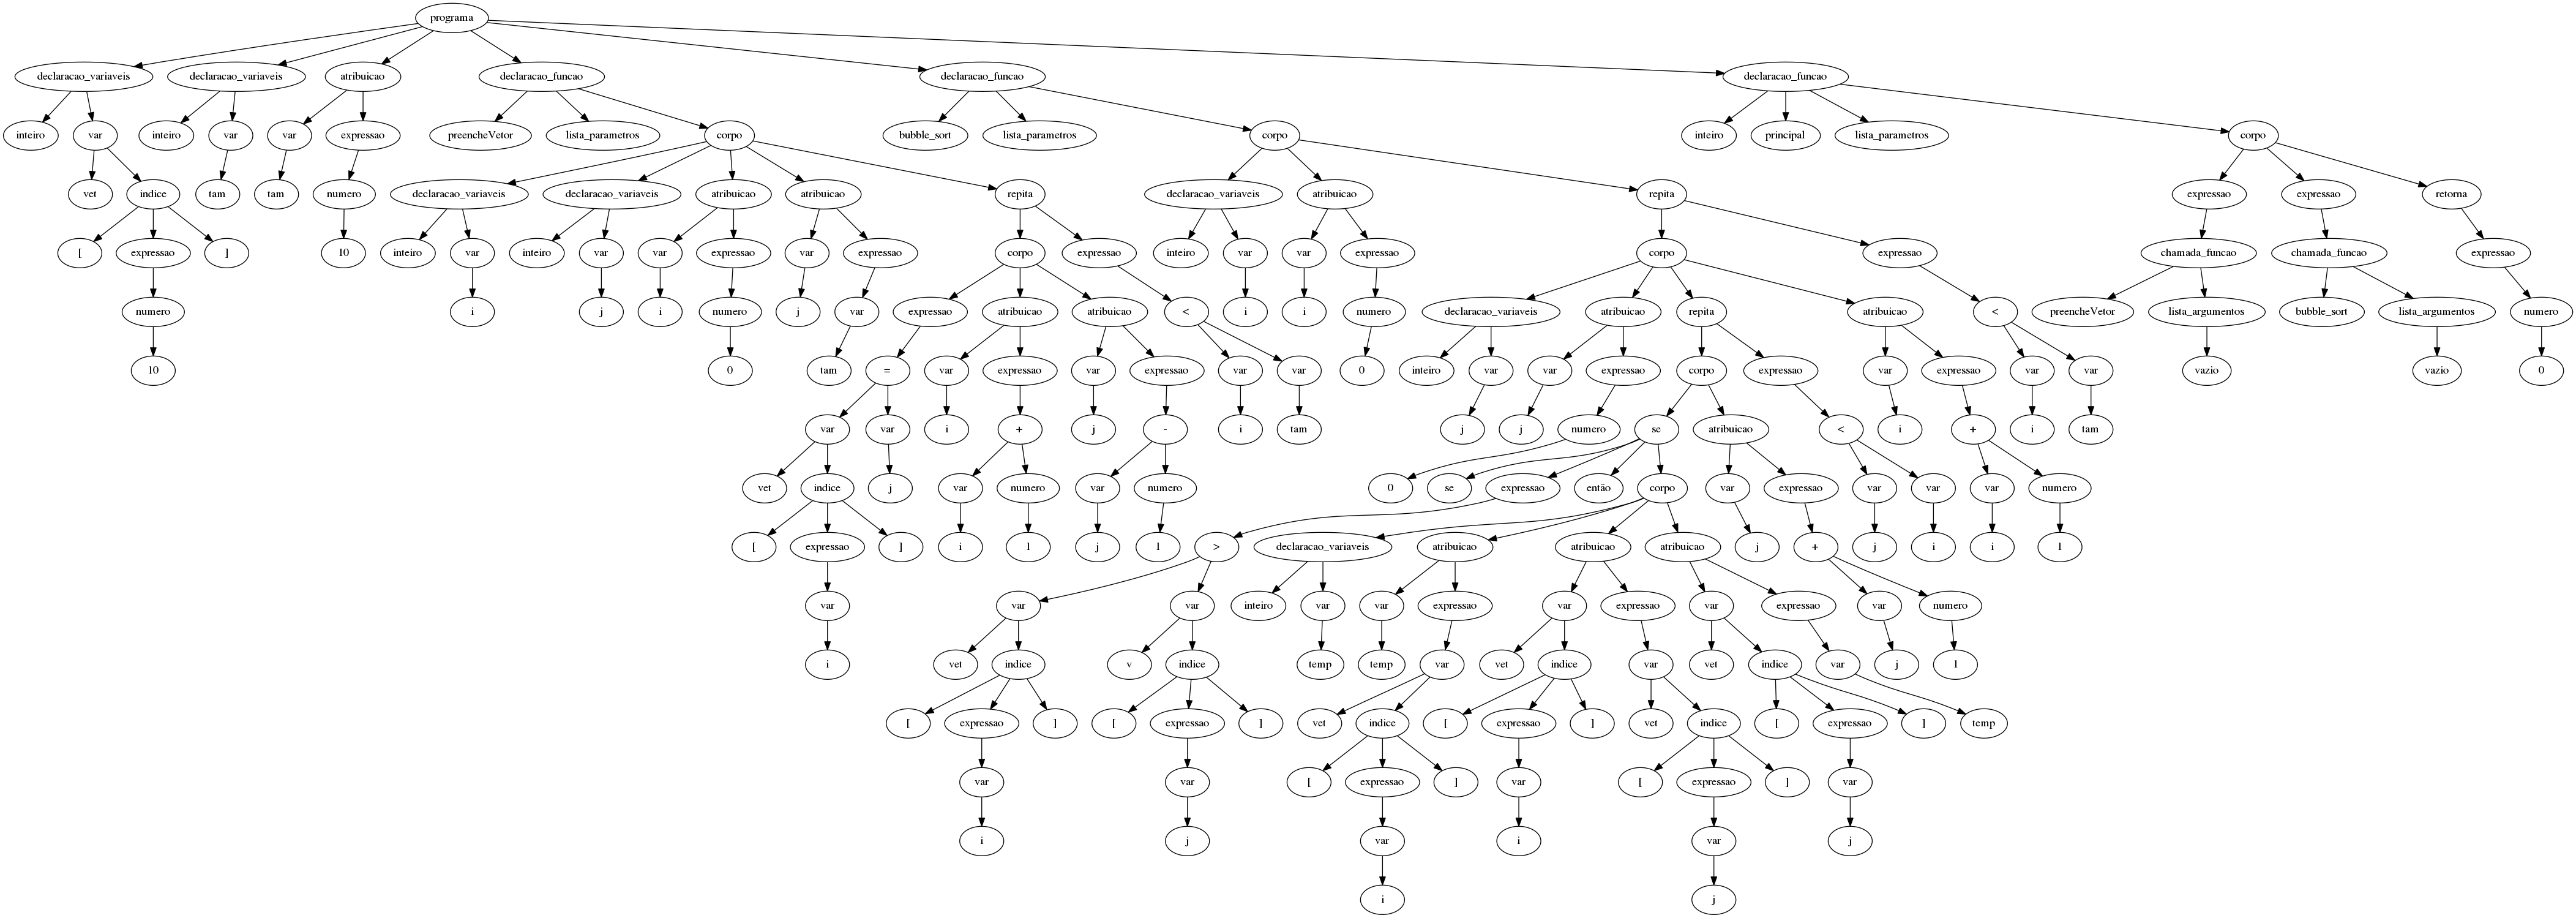 programa
declaracao_variaveis declaracao_variaveis atribuicao declaracao_funcao declaracao_funcao declaracao_funcao
inteiro var inteiro var var expressao preencheVetor lista_parametros corpo bubble_sort lista_parametros corpo inteiro principal lista_parametros corpo
vet indice tam tam numero declaracao_variaveis declaracao_variaveis atribuicao atribuicao repita declaracao_variaveis atribuicao repita expressao expressao retorna
[ expressao ] 10 inteiro var inteiro var var expressao var expressao corpo expressao inteiro var var expressao corpo expressao chamada_funcao chamada_funcao expressao
numero i j i numero j var expressao atribuicao atribuicao < i i numero declaracao_variaveis atribuicao repita atribuicao < preencheVetor lista_argumentos bubble_sort lista_argumentos numero
10 0 tam = var expressao var expressao var var 0 inteiro var var expressao corpo expressao var expressao var var vazio vazio 0
var var i + j - i tam j j numero se atribuicao < i + i tam
vet indice j var numero var numero 0 se expressao então corpo var expressao var var var numero
[ expressao ] i 1 j 1 > declaracao_variaveis atribuicao atribuicao atribuicao j + j i i 1
var var var inteiro var var expressao var expressao var expressao var numero
i vet indice v indice temp temp var vet indice var vet indice var j 1
[ expressao ] [ expressao ] vet indice [ expressao ] vet indice [ expressao ] temp
var var [ expressao ] var [ expressao ] var
i j var i var j
i j